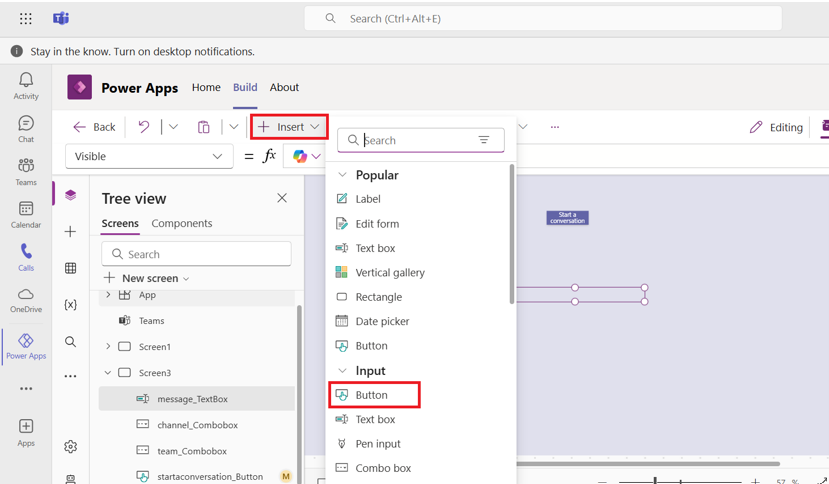 Search (Ctrl+Alt+E)
Stay in the know. Turn on desktop notifications.
Activity
Chat
Teams
Calendar
Calls
OneDrive
Power Apps
Apps
Power Apps Home Build About
Back Insert Editing
Visible = fx
Tree view
Screens Components
Search
New screen
App
Teams
Screen1
Screen3
message_TextBox
channel_Combobox
team_Combobox
startaconversation_Button M
Search
Popular
Label
Edit form
Text box
Vertical gallery
Rectangle
Date picker
Button
Input
Button
Text box
Pen input
Combo box
Start a
conversation
57 %